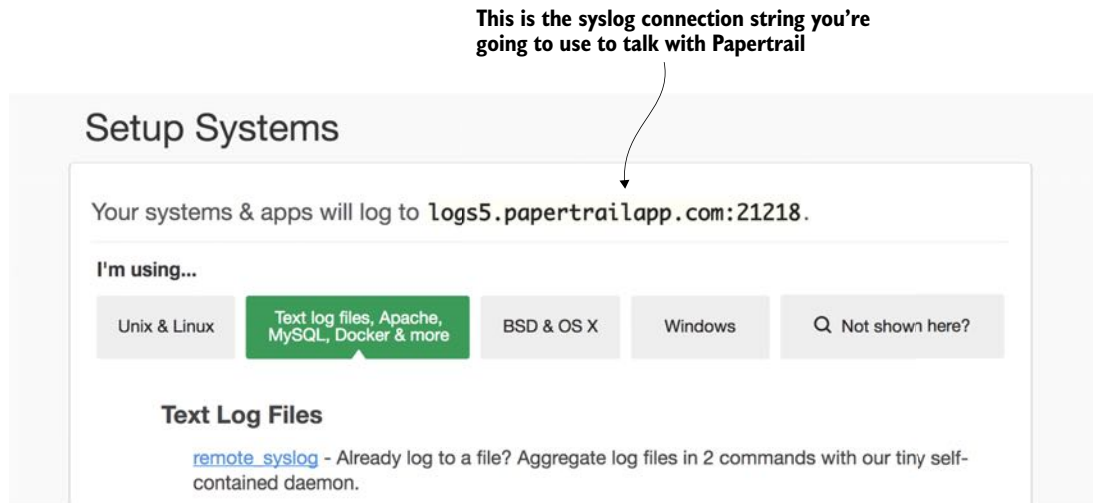 This is the syslog connection string you're
going to use to talk with Papertrail
Setup Systems
Your systems & apps will log to logs5.papertrailapp.com:21218.
I'm using...
Unix & Linux
Text log files, Apache,
MySQL, Docker & more
BSD & OS X
Windows
Not shown here?
Text Log Files
remote_syslog - Already log to a file? Aggregate log files in 2 commands with our tiny self-
contained daemon.